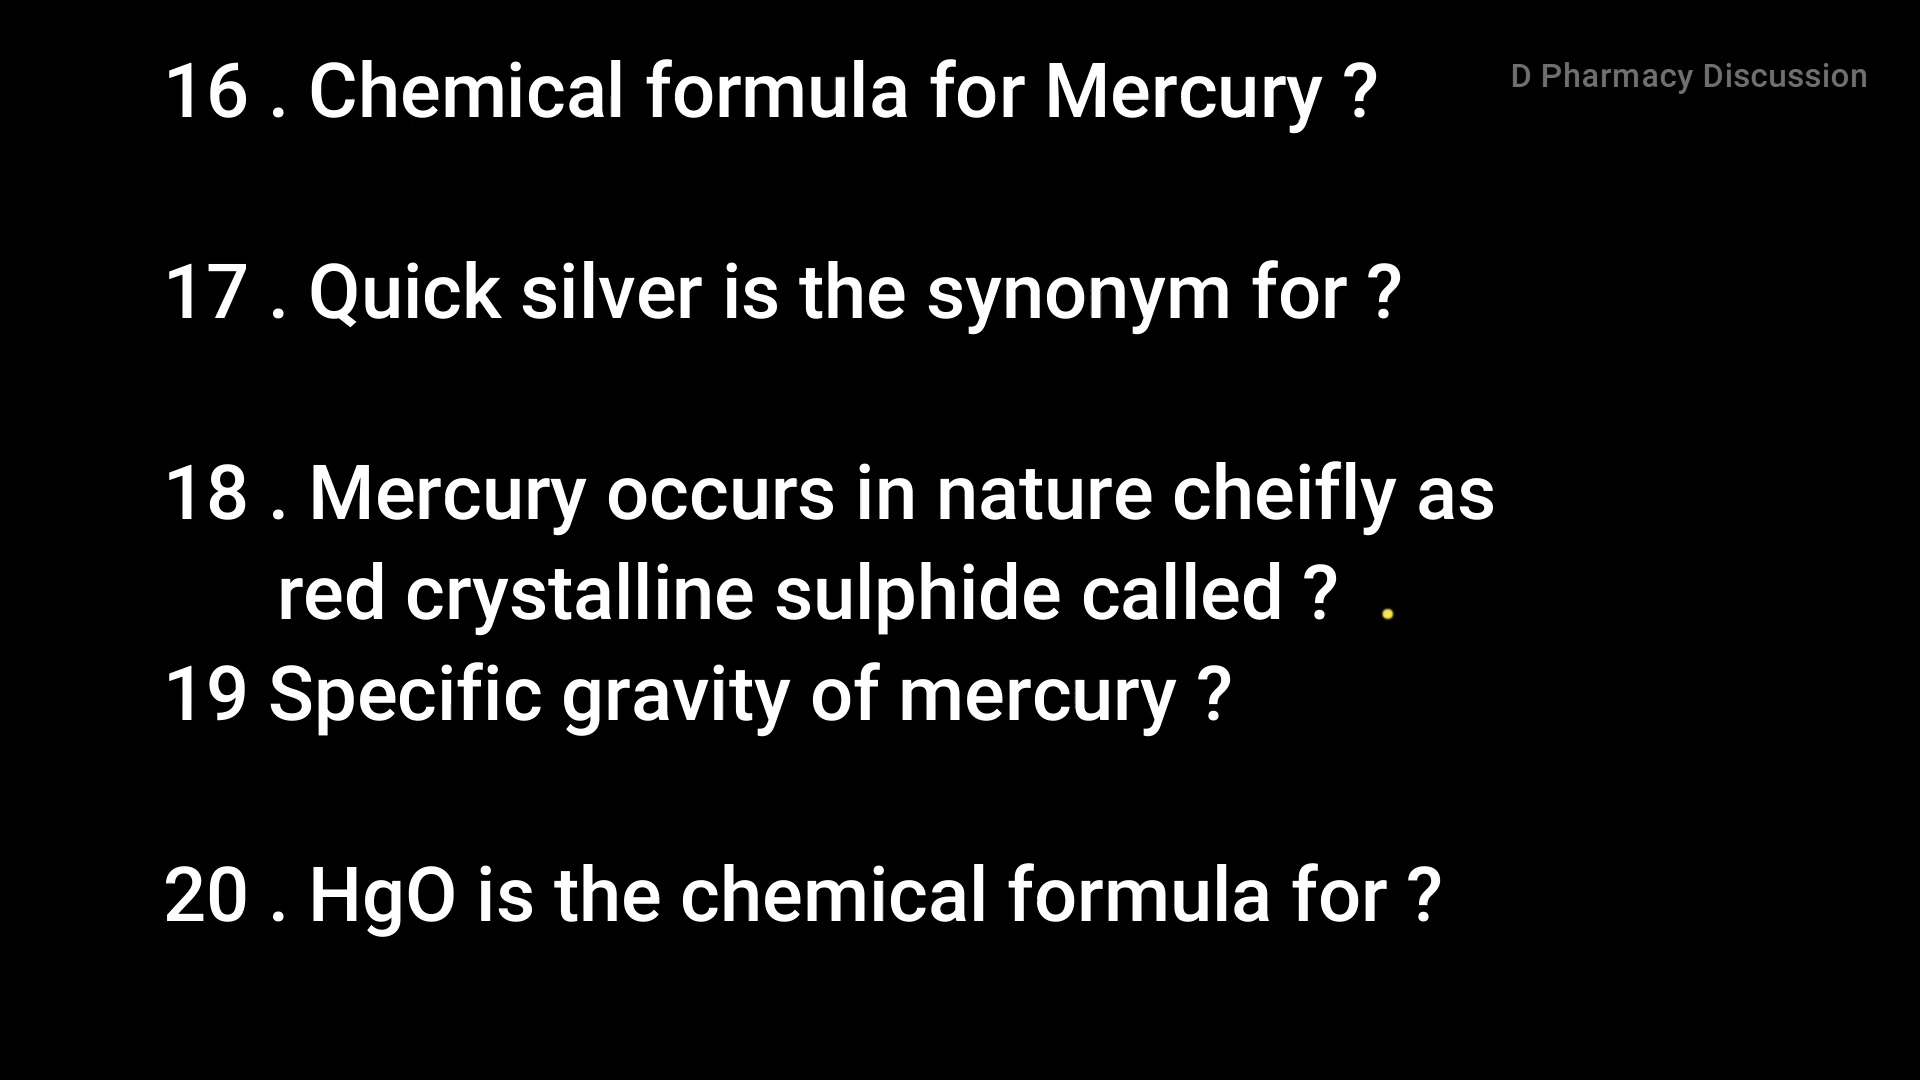 16 . Chemical formula for Mercury ?
D Pharmacy Discussion
17 . Quick silver is the synonym for ?
18 . Mercury occurs in nature cheifly as
red crystalline sulphide called ?
19 Specific gravity of mercury ?
20 . HgO is the chemical formula for ?